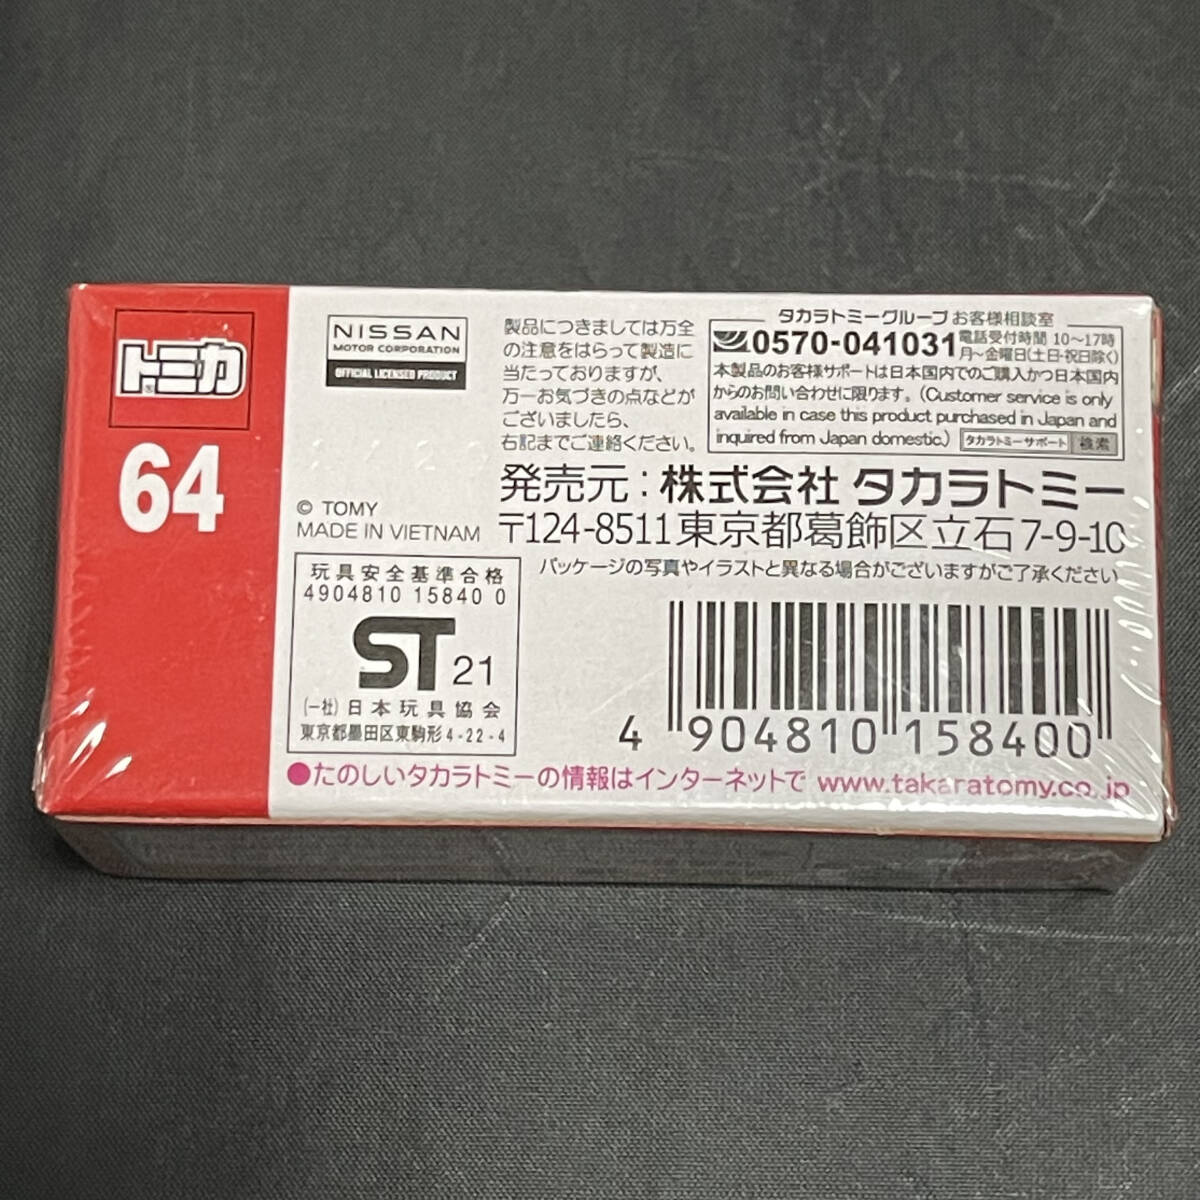 トミカ
64
NISSAN
MOTOR CORPORATION
OFFICIAL LICENSED PRODUCT
© TOMY
MADE IN VIETNAM
製品につきましては万全
の注意をはらって製造に
当たっておりますが、
万一お気づきの点などが
ございましたら、
右記までご連絡ください。
タカラトミーグループ お客様相談室
0570-041031 電話受付時間 10〜17時
月〜金曜日(土日・祝日除く)
本製品のお客様サポートは日本国内でのご購入かつ日本国内
からのお問い合わせに限ります。(Customer service is only
available in case this product purchased in Japan and
inquired from Japan domestic.) タカラトミーサポート 検索
発売元:株式会社 タカラトミー
〒124-8511 東京都葛飾区立石7-9-10
パッケージの写真やイラストと異なる場合がございますがご了承ください
玩具安全基準合格
4904810 15840 0
ST 21
(一社)日本玩具協会
東京都墨田区東駒形4-22-4
4 904810 158400
●たのしいタカラトミーの情報はインターネットで www.takaratomy.co.jp